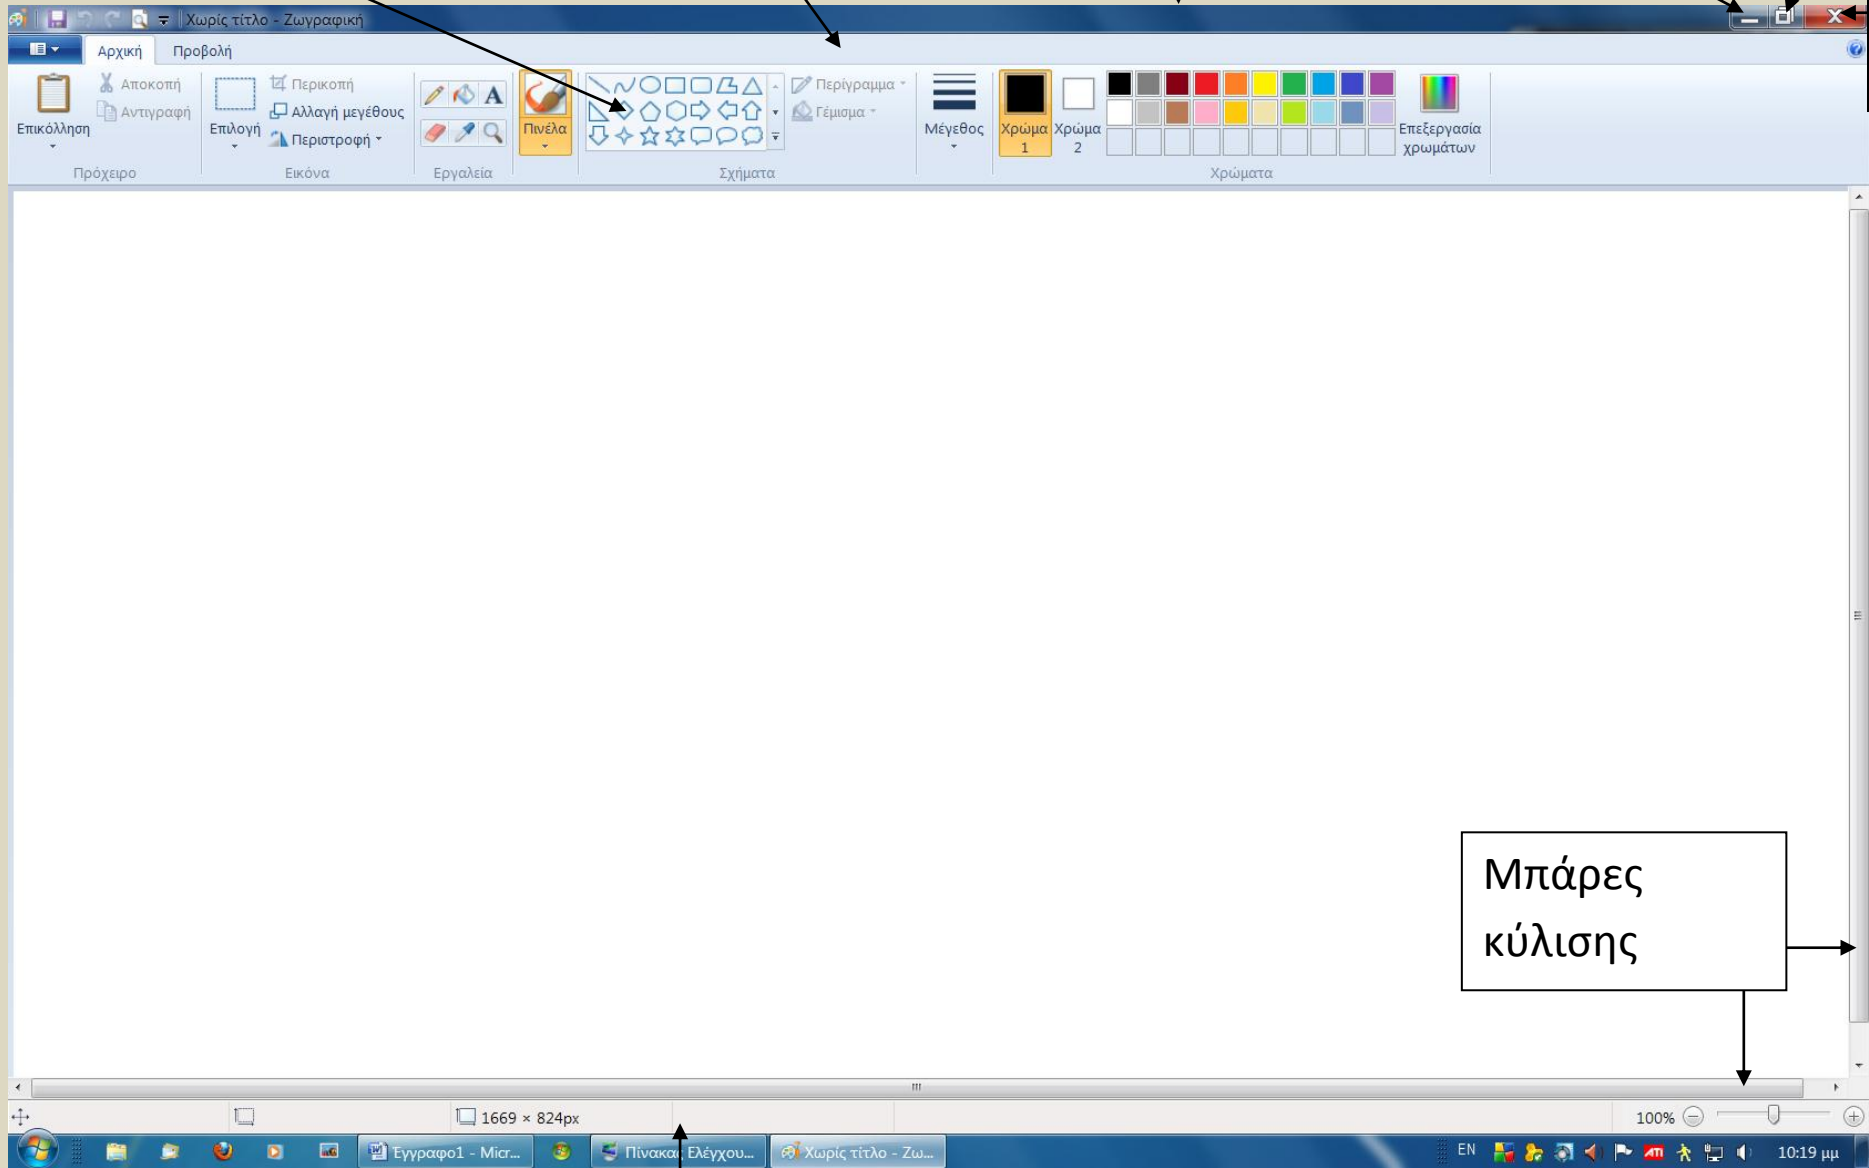 Χωρίς τίτλο - Ζωγραφική
Αρχική Προβολή
Επικόλληση
Αποκοπή
Αντιγραφή
Πρόχειρο
Επιλογή
Περικοπή
Αλλαγή μεγέθους
Περιστροφή
Εικόνα
A
Εργαλεία
Πινέλα
Περίγραμμα
Γέμισμα
Σχήματα
Μέγεθος
Χρώμα
1
Χρώμα
2
Επεξεργασία
χρωμάτων
Χρώματα
Μπάρες
κύλισης
1669 × 824px
100%
Έγγραφο1 - Micr...
Πίνακας Ελέγχου...
Χωρίς τίτλο - Ζω...
EN
ATI
10:19 μμ